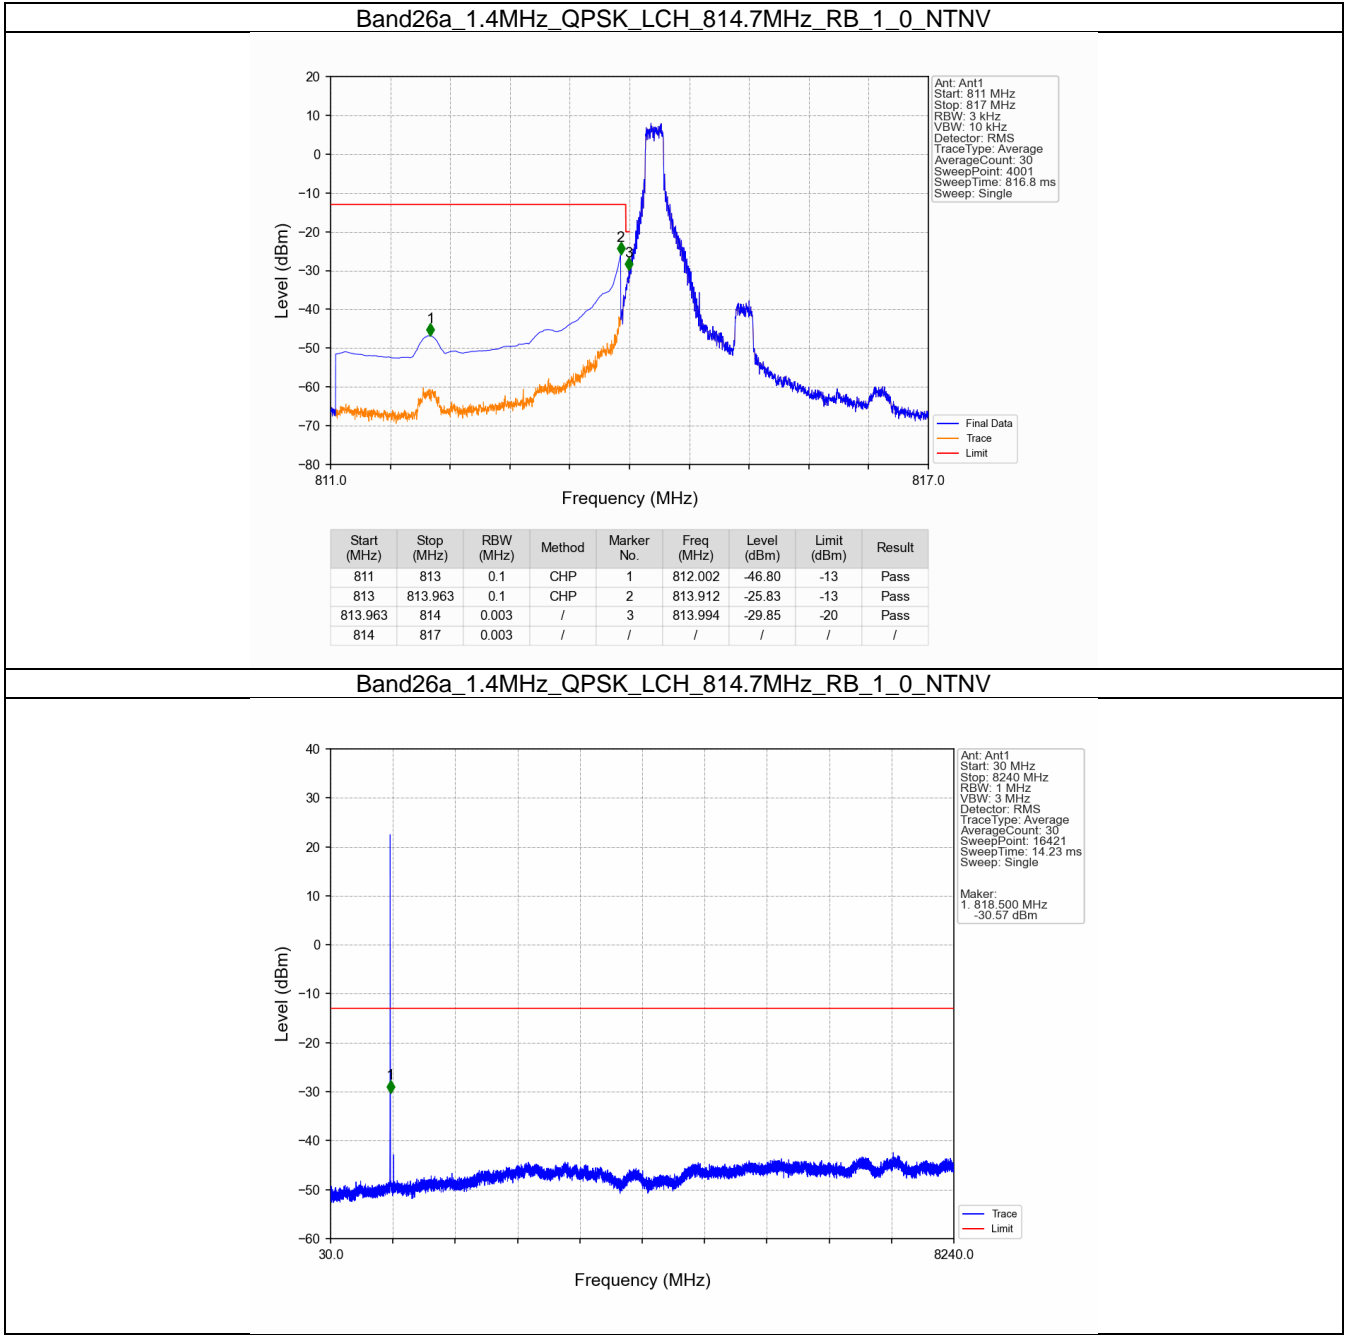 Band26a_1.4MHz_QPSK_LCH_814.7MHz_RB_1_0_NTNV
20
10
0
−10
−20
−30
−40
−50
−60
−70
−80
Level (dBm)
1
2
3
811.0
817.0
Frequency (MHz)
Ant: Ant1
Start: 811 MHz
Stop: 817 MHz
RBW: 3 kHz
VBW: 10 kHz
Detector: RMS
TraceType: Average
AverageCount: 30
SweepPoint: 4001
SweepTime: 816.8 ms
Sweep: Single
Final Data
Trace
Limit
Start (MHz) Stop (MHz) RBW (MHz) Method Marker No. Freq (MHz) Level (dBm) Limit (dBm) Result
811 813 0.1 CHP 1 812.002 -46.80 -13 Pass
813 813.963 0.1 CHP 2 813.912 -25.83 -13 Pass
813.963 814 0.003 / 3 813.994 -29.85 -20 Pass
814 817 0.003 / / / / / /
Band26a_1.4MHz_QPSK_LCH_814.7MHz_RB_1_0_NTNV
40
30
20
10
0
−10
−20
−30
−40
−50
−60
Level (dBm)
1
30.0
8240.0
Frequency (MHz)
Ant: Ant1
Start: 30 MHz
Stop: 8240 MHz
RBW: 1 MHz
VBW: 3 MHz
Detector: RMS
TraceType: Average
AverageCount: 30
SweepPoint: 16421
SweepTime: 14.23 ms
Sweep: Single
Maker:
1. 818.500 MHz
-30.57 dBm
Trace
Limit